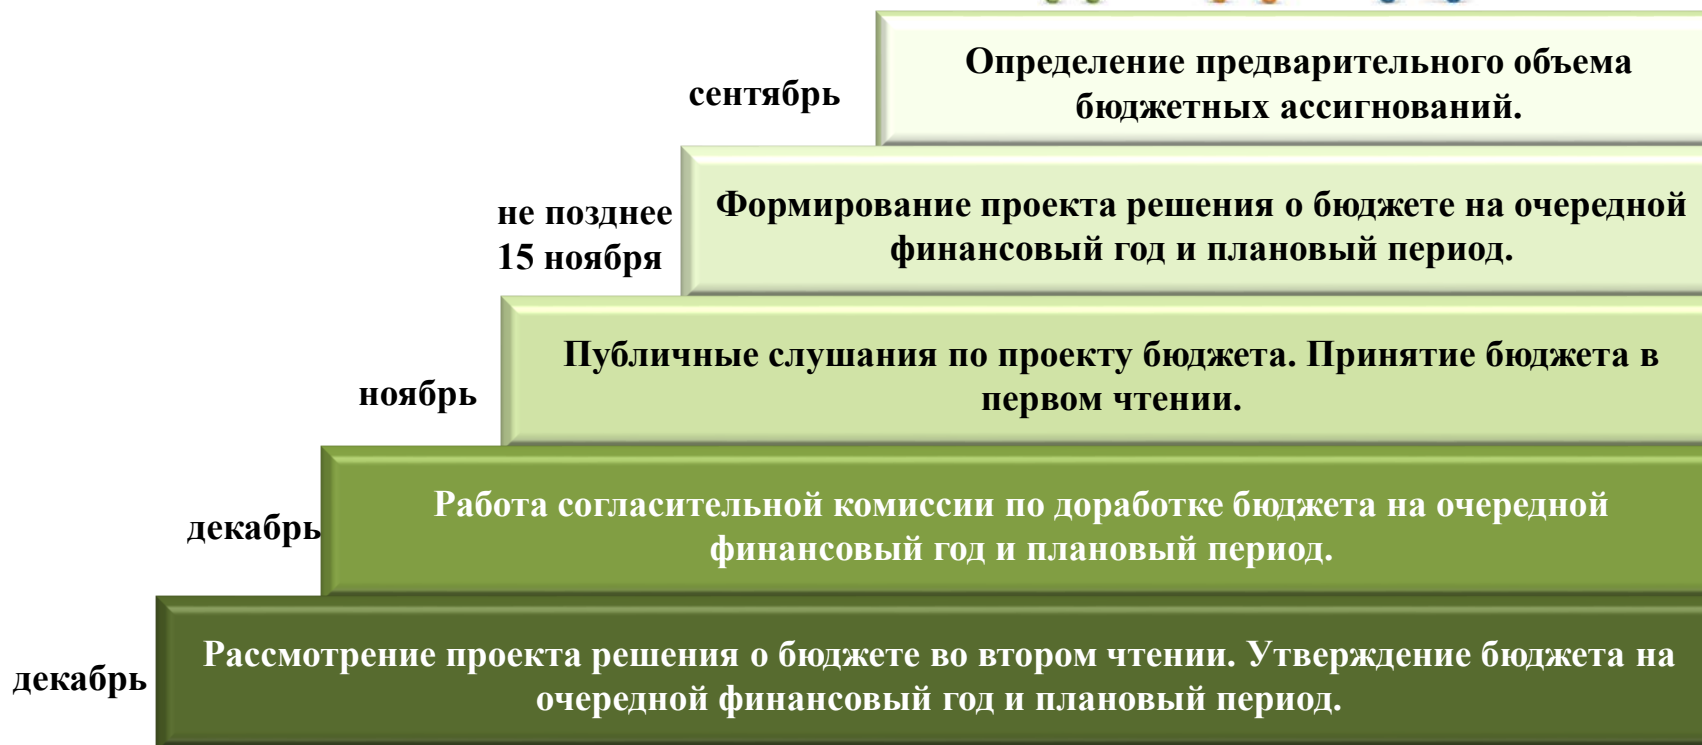 сентябрь
Определение предварительного объема
бюджетных ассигнований.
не позднее
15 ноября
Формирование проекта решения о бюджете на очередной
финансовый год и плановый период.
ноябрь
Публичные слушания по проекту бюджета. Принятие бюджета в
первом чтении.
декабрь
Работа согласительной комиссии по доработке бюджета на очередной
финансовый год и плановый период.
декабрь
Рассмотрение проекта решения о бюджете во втором чтении. Утверждение бюджета на
очередной финансовый год и плановый период.